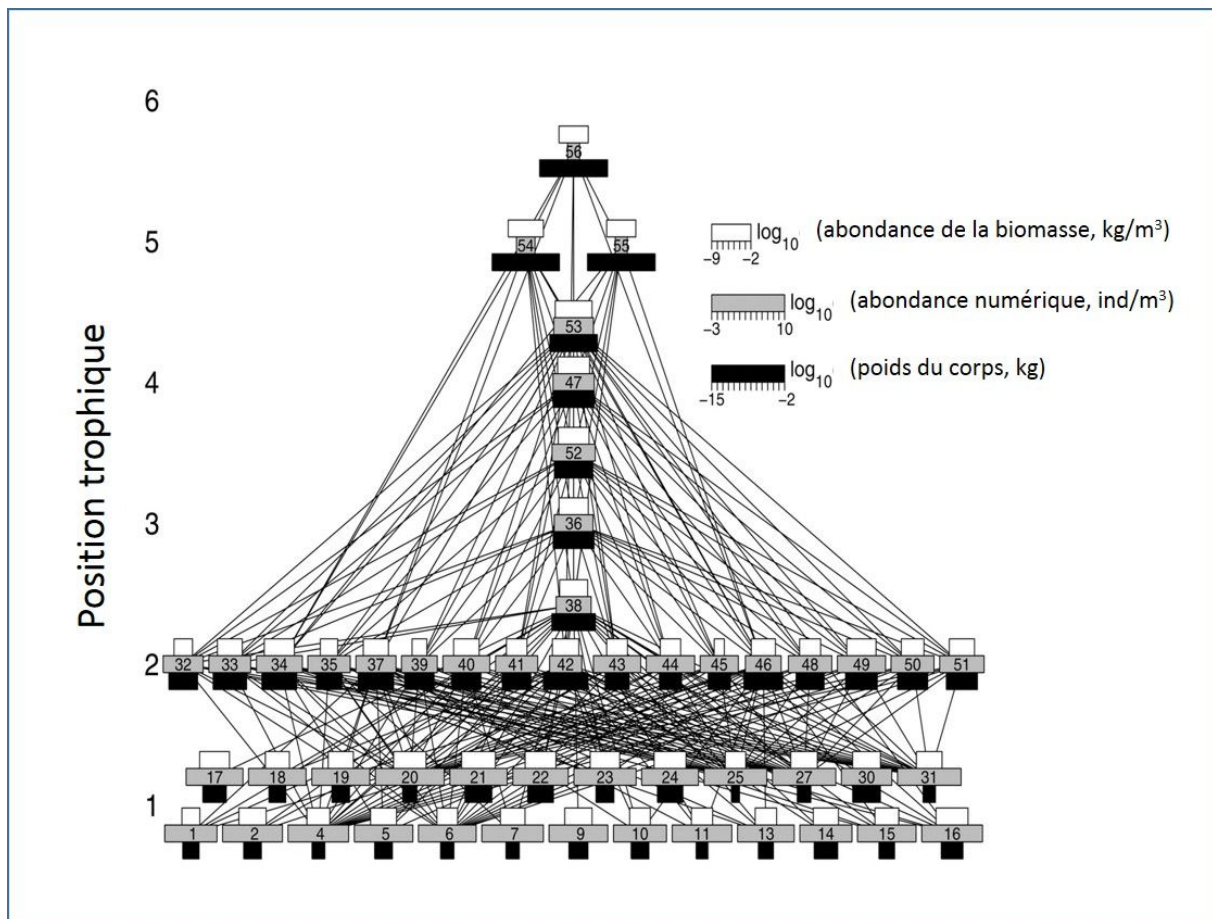 6
56
5
54 55
log10 (abondance de la biomasse, kg/m³)
-9 -2
log10 (abondance numérique, ind/m³)
-3 10
log10 (poids du corps, kg)
-15 -2
53
4
47
52
3
36
38
Position trophique
2
32 33 34 35 37 39 40 41 42 43 44 45 46 48 49 50 51
17 18 19 20 21 22 23 24 25 27 30 31
1
1 2 4 5 6 7 9 10 11 13 14 15 16